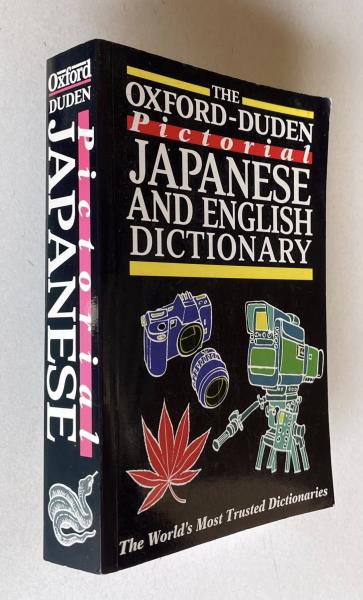 Oxford
DUDEN
Pictorial
JAPANESE
THE
OXFORD-DUDEN
Pictorial
JAPANESE
AND ENGLISH
DICTIONARY
The World's Most Trusted Dictionaries